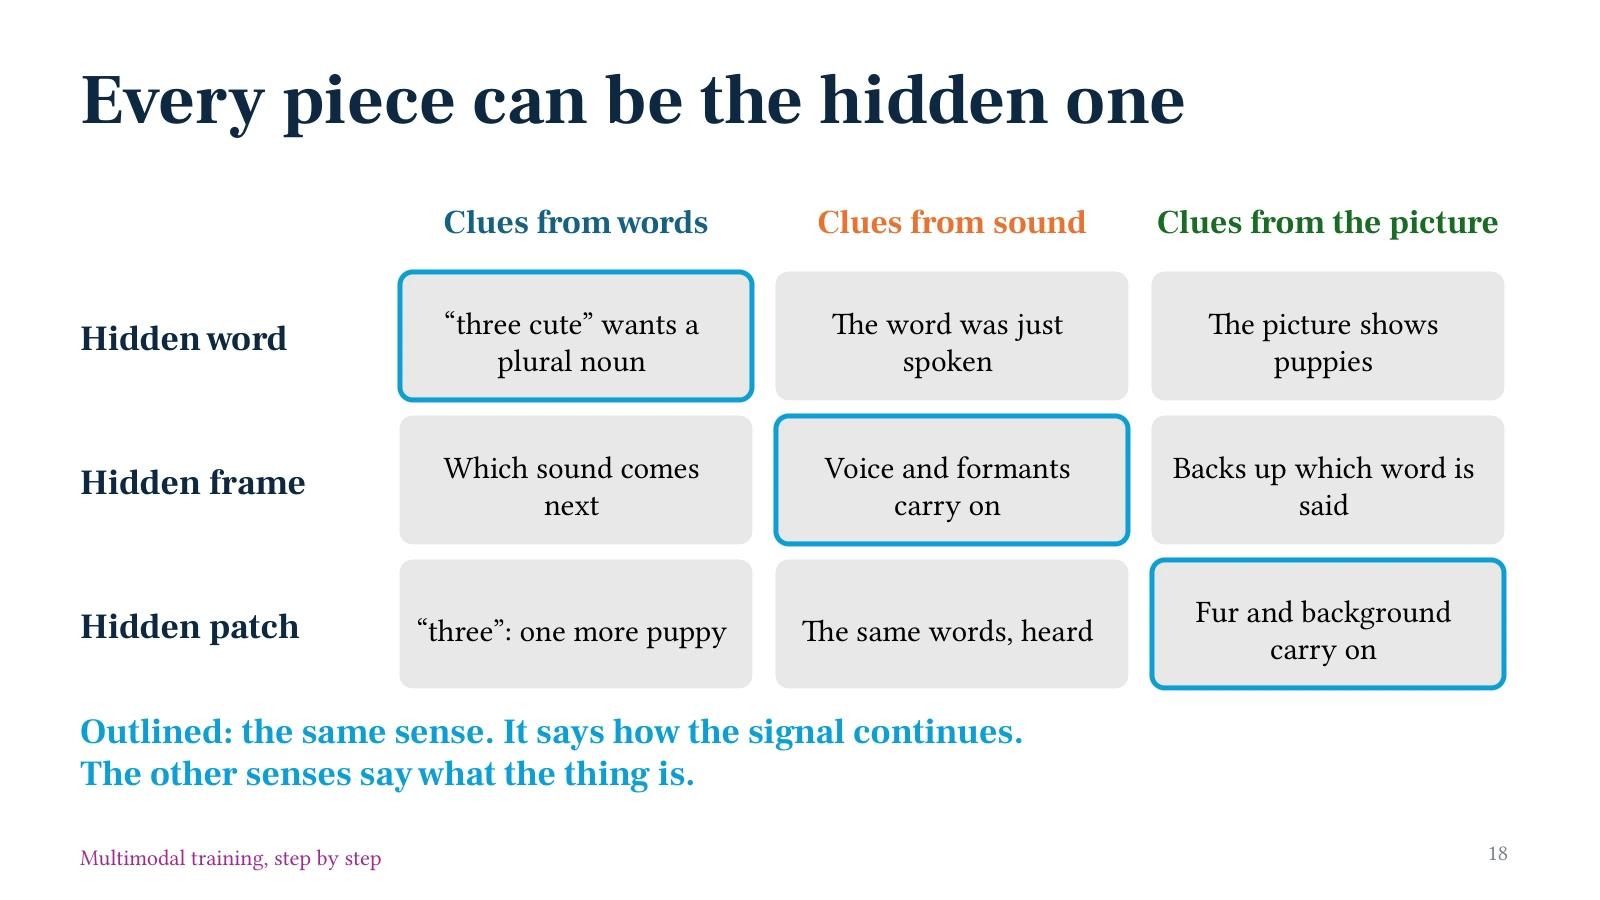 Every piece can be the hidden one
Clues from words
Clues from sound
Clues from the picture
Hidden word
“three cute” wants a
plural noun
The word was just
spoken
The picture shows
puppies
Hidden frame
Which sound comes
next
Voice and formants
carry on
Backs up which word is
said
Hidden patch
“three”: one more puppy
The same words, heard
Fur and background
carry on
Outlined: the same sense. It says how the signal continues.
The other senses say what the thing is.
Multimodal training, step by step
18